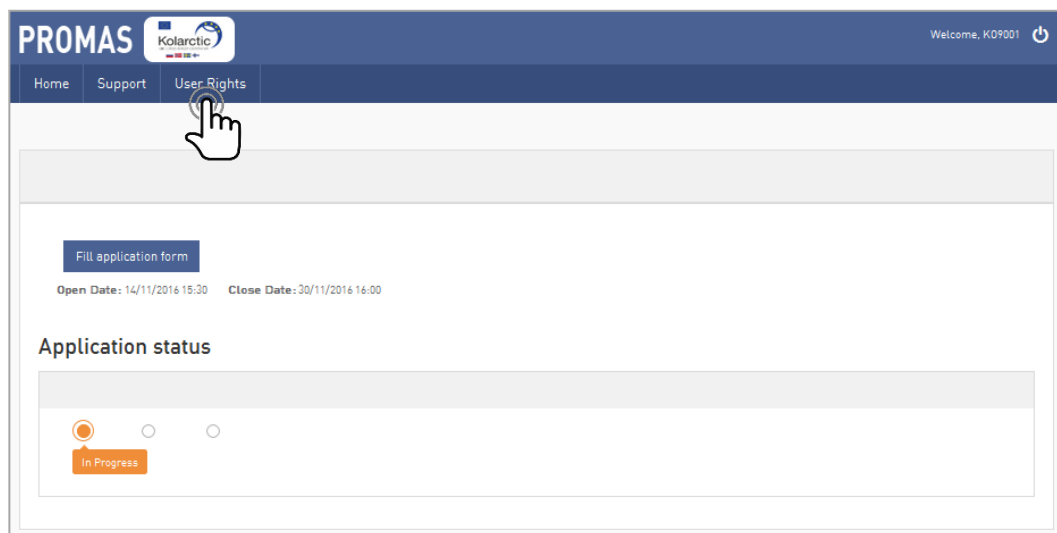 PROMAS Kolarctic
Welcome, KO9001
Home Support User Rights
Fill application form
Open Date: 14/11/2016 15:30 Close Date: 30/11/2016 16:00
Application status
In Progress